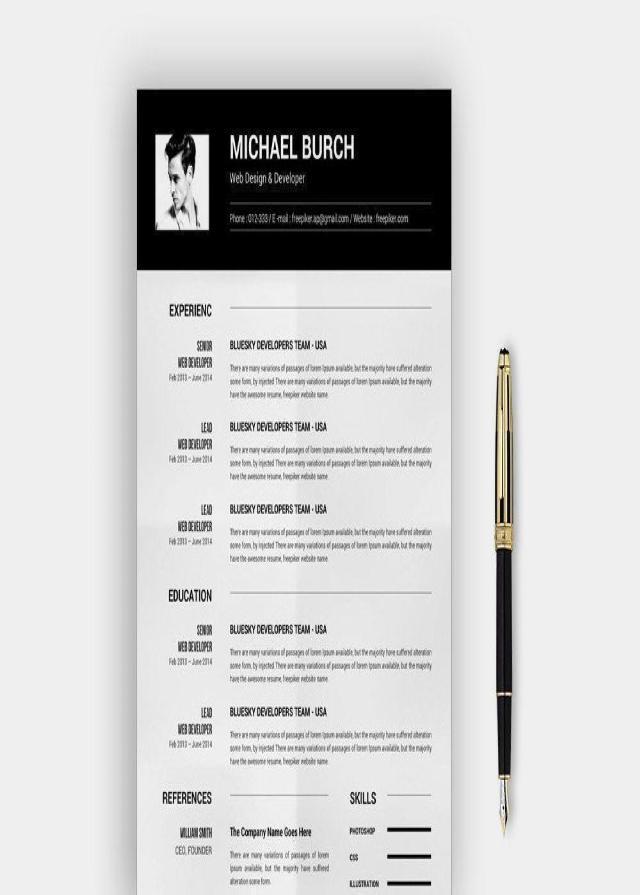 MICHAEL BURCH
Web Design & Developer
Phone : 012-333 / E-mail : freepiker.ap@gmail.com / Website : freepiker.com
EXPERIENC
SENIOR
WEB DEVELOPER
Feb 2013 – June 2014
BLUESKY DEVELOPERS TEAM - USA
There are many variations of passages of lorem Ipsum available, but the majority have suffered alteration
some form, by injected There are many variations of passages of lorem Ipsum available, but the majority
have the awesome resume, freepiker website name.
LEAD
WEB DEVELOPER
Feb 2013 – June 2014
BLUESKY DEVELOPERS TEAM - USA
There are many variations of passages of lorem Ipsum available, but the majority have suffered alteration
some form, by injected There are many variations of passages of lorem Ipsum available, but the majority
have the awesome resume, freepiker website name.
LEAD
WEB DEVELOPER
Feb 2013 – June 2014
BLUESKY DEVELOPERS TEAM - USA
There are many variations of passages of lorem Ipsum available, but the majority have suffered alteration
some form, by injected There are many variations of passages of lorem Ipsum available, but the majority
have the awesome resume, freepiker website name.
EDUCATION
SENIOR
WEB DEVELOPER
Feb 2013 – June 2014
BLUESKY DEVELOPERS TEAM - USA
There are many variations of passages of lorem Ipsum available, but the majority have suffered alteration
some form, by injected There are many variations of passages of lorem Ipsum available, but the majority
have the awesome resume, freepiker website name.
LEAD
WEB DEVELOPER
Feb 2013 – June 2014
BLUESKY DEVELOPERS TEAM - USA
There are many variations of passages of lorem Ipsum available, but the majority have suffered alteration
some form, by injected There are many variations of passages of lorem Ipsum available, but the majority
have the awesome resume, freepiker website name.
REFERENCES
WILLIAM SMITH
CEO, FOUNDER
The Company Name Goes Here
There are many variations of passages of lorem
Ipsum available, but the majority have suffered
alteration some form.
SKILLS
PHOTOSHOP
CSS
ILLUSTRATION